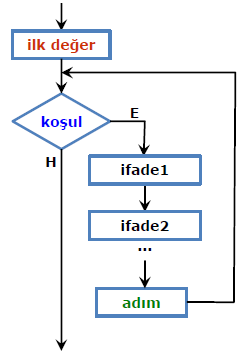 ilk değer
koşul
E
H
ifade1
ifade2
...
adım